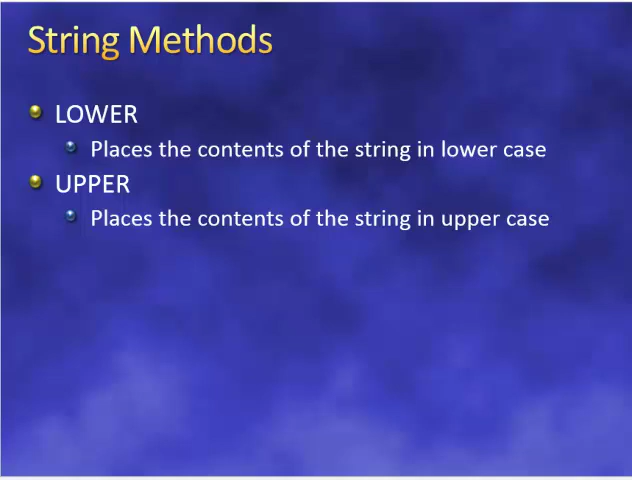 String Methods
LOWER
Places the contents of the string in lower case
UPPER
Places the contents of the string in upper case